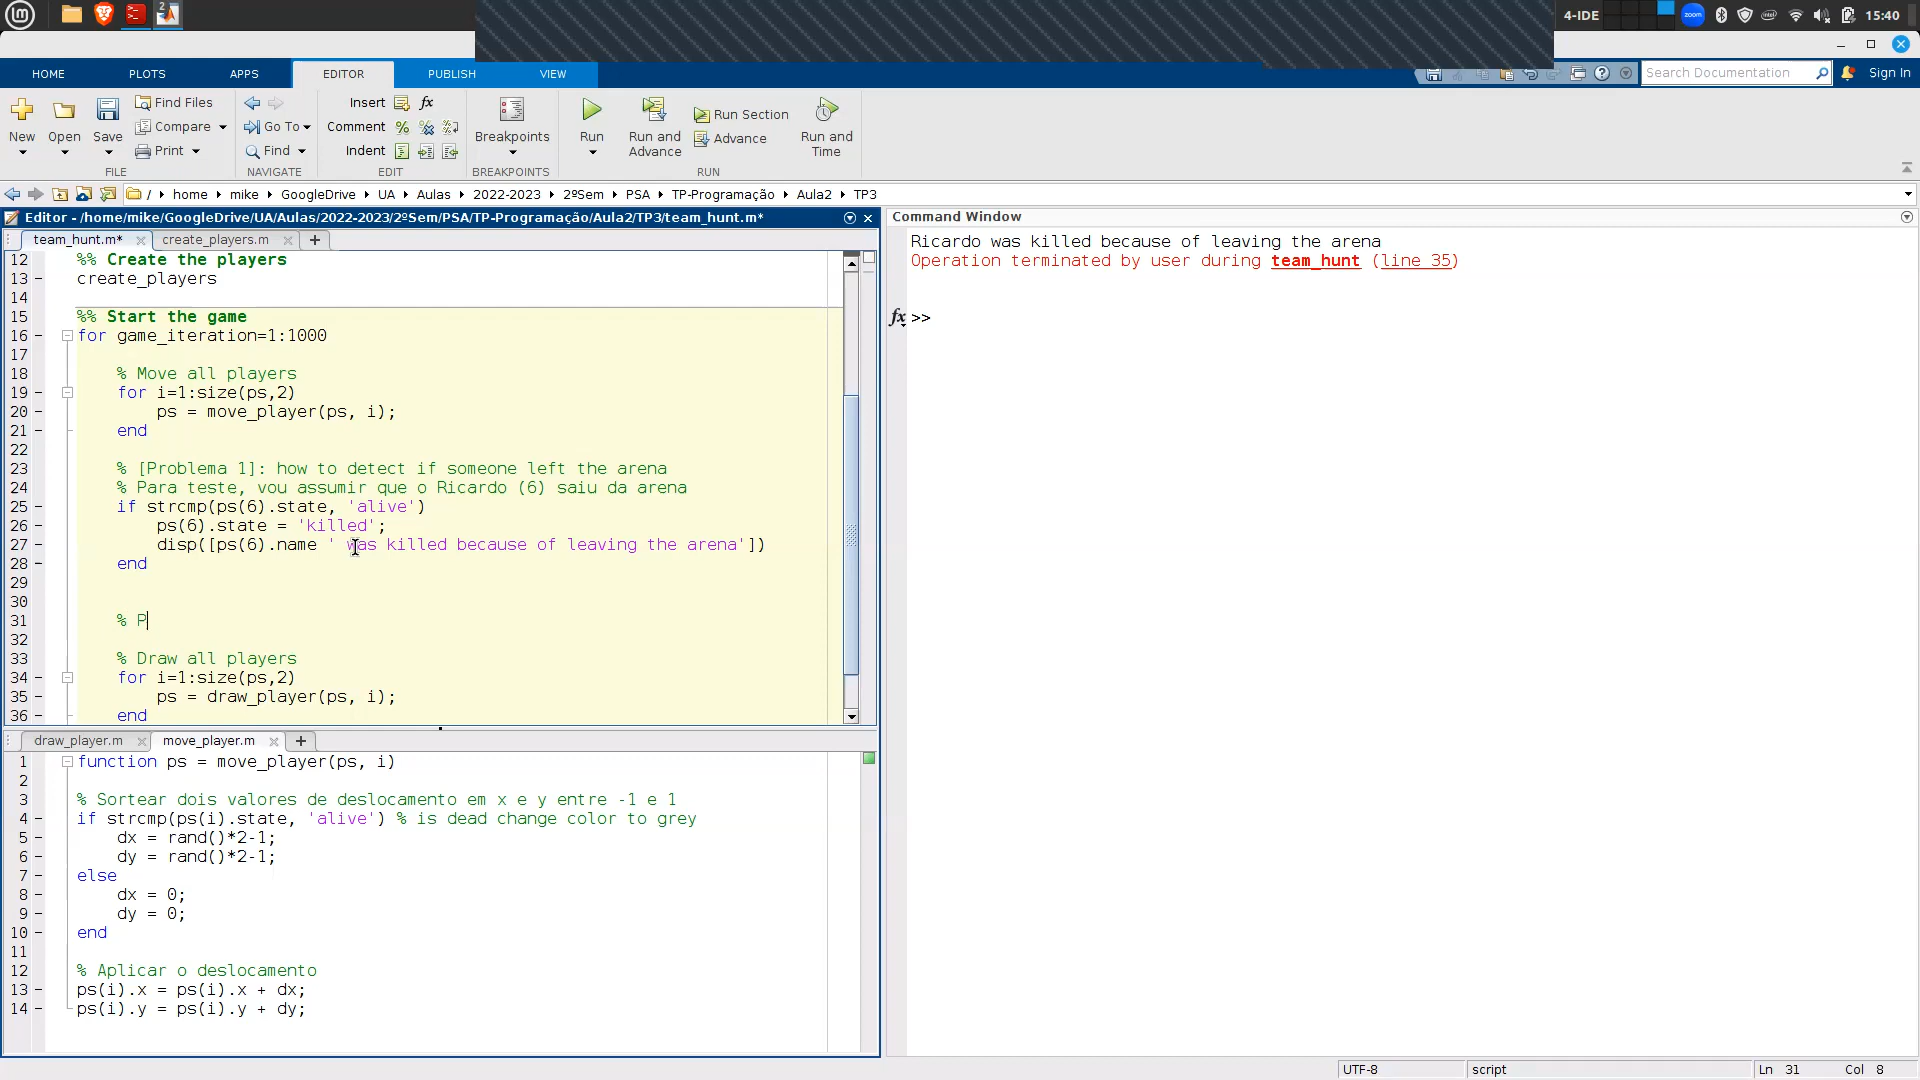 4-IDE
zoom
15:40
HOME PLOTS APPS EDITOR PUBLISH VIEW
Search Documentation
Sign In
New
Open
Save
Find Files
Compare
Print
FILE
Go To
Find
NAVIGATE
Insert
fx
Comment
Indent
EDIT
Breakpoints
BREAKPOINTS
Run
Run and
Advance
Run Section
Advance
Run and
Time
RUN
/ home mike GoogleDrive UA Aulas 2022-2023 2ºSem PSA TP-Programação Aula2 TP3
Editor - /home/mike/GoogleDrive/UA/Aulas/2022-2023/2ºSem/PSA/TP-Programação/Aula2/TP3/team_hunt.m*
team_hunt.m* create_players.m
12 %% Create the players
13 create_players
14
15 %% Start the game
16 for game_iteration=1:1000
17
18 % Move all players
19 for i=1:size(ps,2)
20 ps = move_player(ps, i);
21 end
22
23 % [Problema 1]: how to detect if someone left the arena
24 % Para teste, vou assumir que o Ricardo (6) saiu da arena
25 if strcmp(ps(6).state, 'alive')
26 ps(6).state = 'killed';
27 disp([ps(6).name ' was killed because of leaving the arena'])
28 end
29
30
31 % P
32
33 % Draw all players
34 for i=1:size(ps,2)
35 ps = draw_player(ps, i);
36 end
draw_player.m move_player.m
1 function ps = move_player(ps, i)
2
3 % Sortear dois valores de deslocamento em x e y entre -1 e 1
4 if strcmp(ps(i).state, 'alive') % is dead change color to grey
5 dx = rand()*2-1;
6 dy = rand()*2-1;
7 else
8 dx = 0;
9 dy = 0;
10 end
11
12 % Aplicar o deslocamento
13 ps(i).x = ps(i).x + dx;
14 ps(i).y = ps(i).y + dy;
Command Window
Ricardo was killed because of leaving the arena
Operation terminated by user during team_hunt (line 35)
fx >>
UTF-8 script Ln 31 Col 8